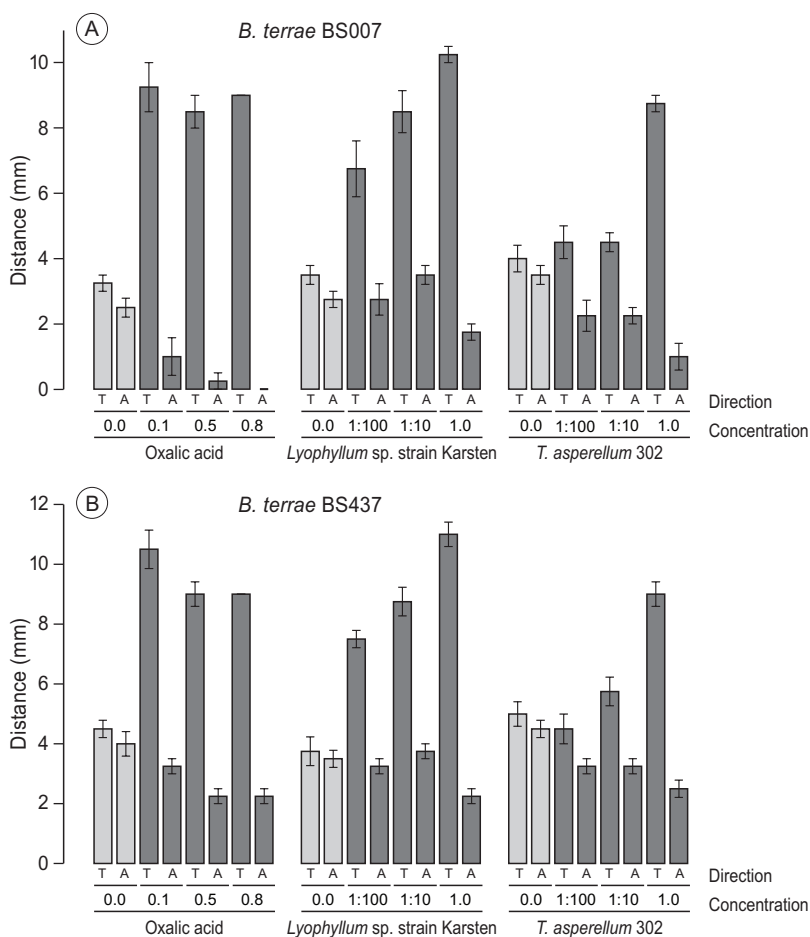 A
B. terrae BS007
Distance (mm)
10
8
6
4
2
0
T A T A T A T A T A T A T A T A T A T A T A T A Direction
0.0 0.1 0.5 0.8 0.0 1:100 1:10 1.0 0.0 1:100 1:10 1.0 Concentration
Oxalic acid Lyophyllum sp. strain Karsten T. asperellum 302
B
B. terrae BS437
Distance (mm)
12
10
8
6
4
2
0
T A T A T A T A T A T A T A T A T A T A T A T A Direction
0.0 0.1 0.5 0.8 0.0 1:100 1:10 1.0 0.0 1:100 1:10 1.0 Concentration
Oxalic acid Lyophyllum sp. strain Karsten T. asperellum 302